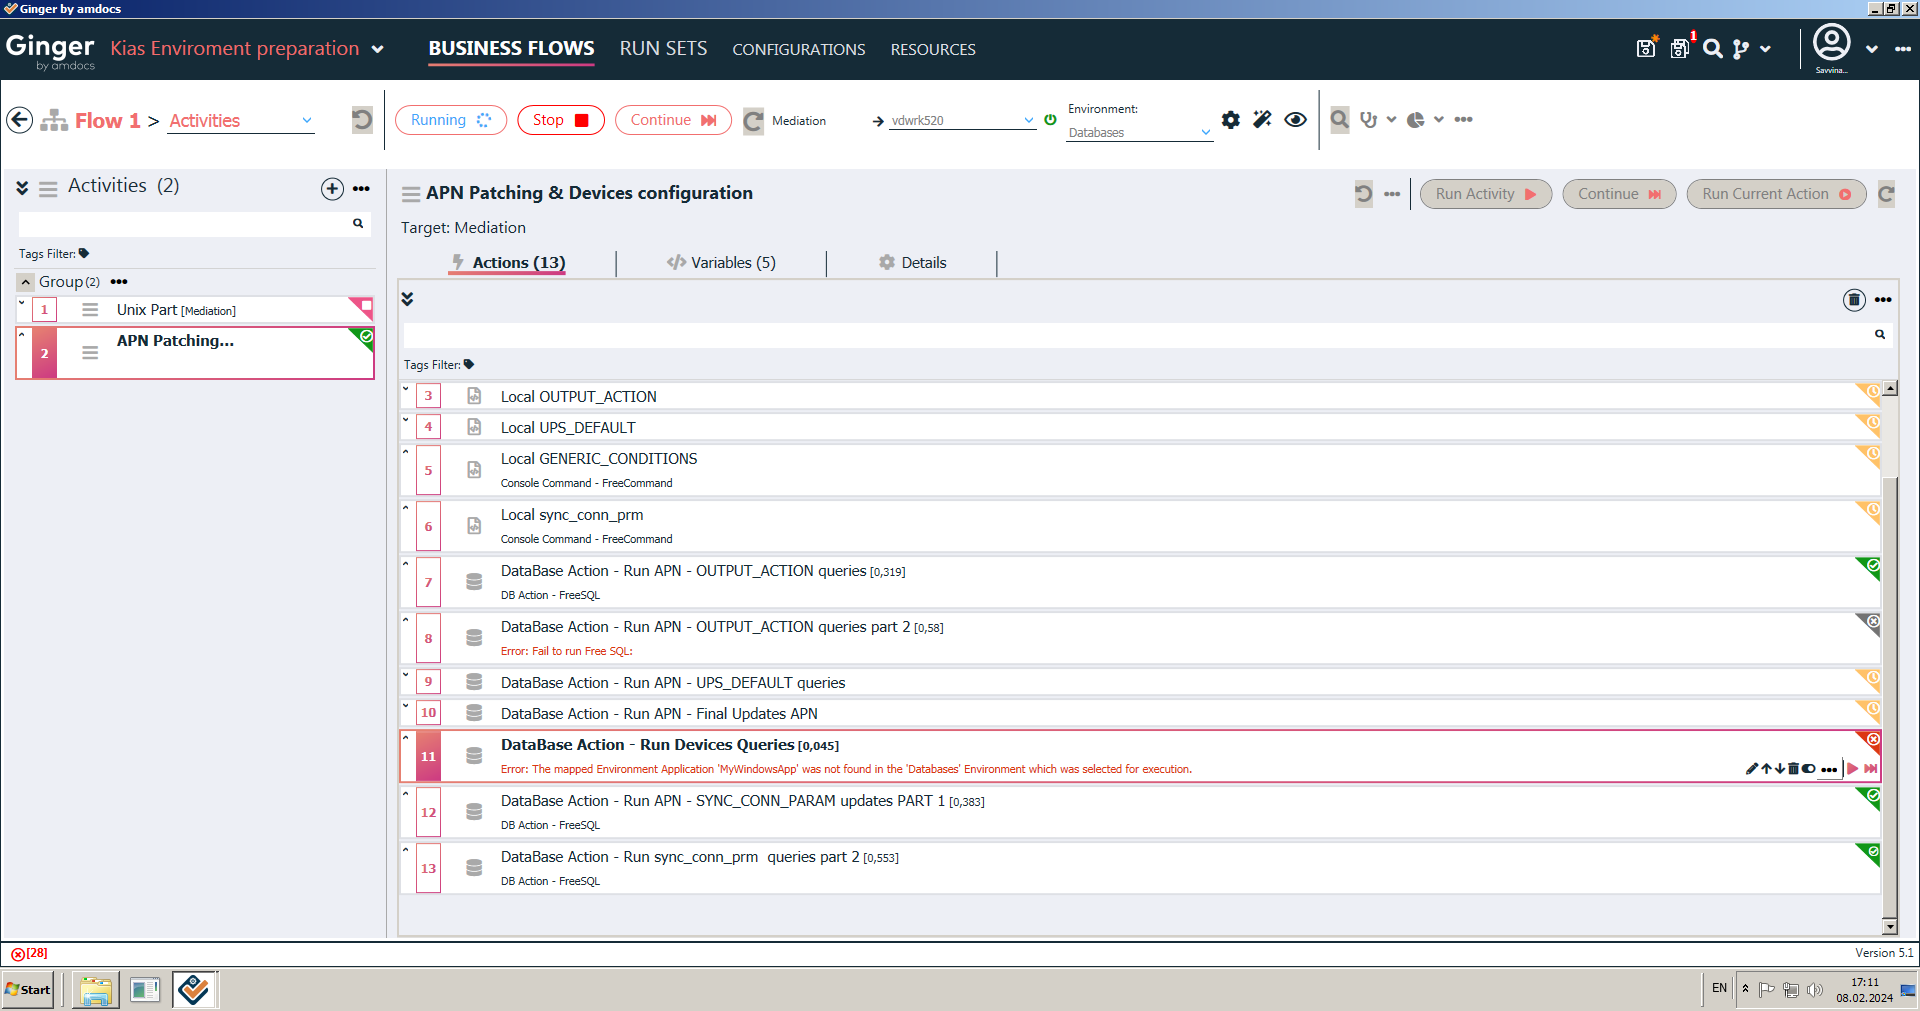 Ginger by amdocs
Ginger
by amdocs
Kias Enviroment preparation
BUSINESS FLOWS
RUN SETS
CONFIGURATIONS
RESOURCES
1
Savvina...
Flow 1 > Activities
Running
Stop
Continue
Mediation
vdwrk520
Environment:
Databases
Activities (2)
Tags Filter:
Group(2)
1 Unix Part [Mediation]
2 APN Patching...
APN Patching & Devices configuration
Run Activity
Continue
Run Current Action
Target: Mediation
Actions (13)
Variables (5)
Details
Tags Filter:
3 Local OUTPUT_ACTION
4 Local UPS_DEFAULT
5 Local GENERIC_CONDITIONS
Console Command - FreeCommand
6 Local sync_conn_prm
Console Command - FreeCommand
7 DataBase Action - Run APN - OUTPUT_ACTION queries [0,319]
DB Action - FreeSQL
8 DataBase Action - Run APN - OUTPUT_ACTION queries part 2 [0,58]
Error: Fail to run Free SQL:
9 DataBase Action - Run APN - UPS_DEFAULT queries
10 DataBase Action - Run APN - Final Updates APN
11 DataBase Action - Run Devices Queries [0,045]
Error: The mapped Environment Application 'MyWindowsApp' was not found in the 'Databases' Environment which was selected for execution.
12 DataBase Action - Run APN - SYNC_CONN_PARAM updates PART 1 [0,383]
DB Action - FreeSQL
13 DataBase Action - Run sync_conn_prm queries part 2 [0,553]
DB Action - FreeSQL
[28]
Version 5.1
Start
EN
17:11
08.02.2024